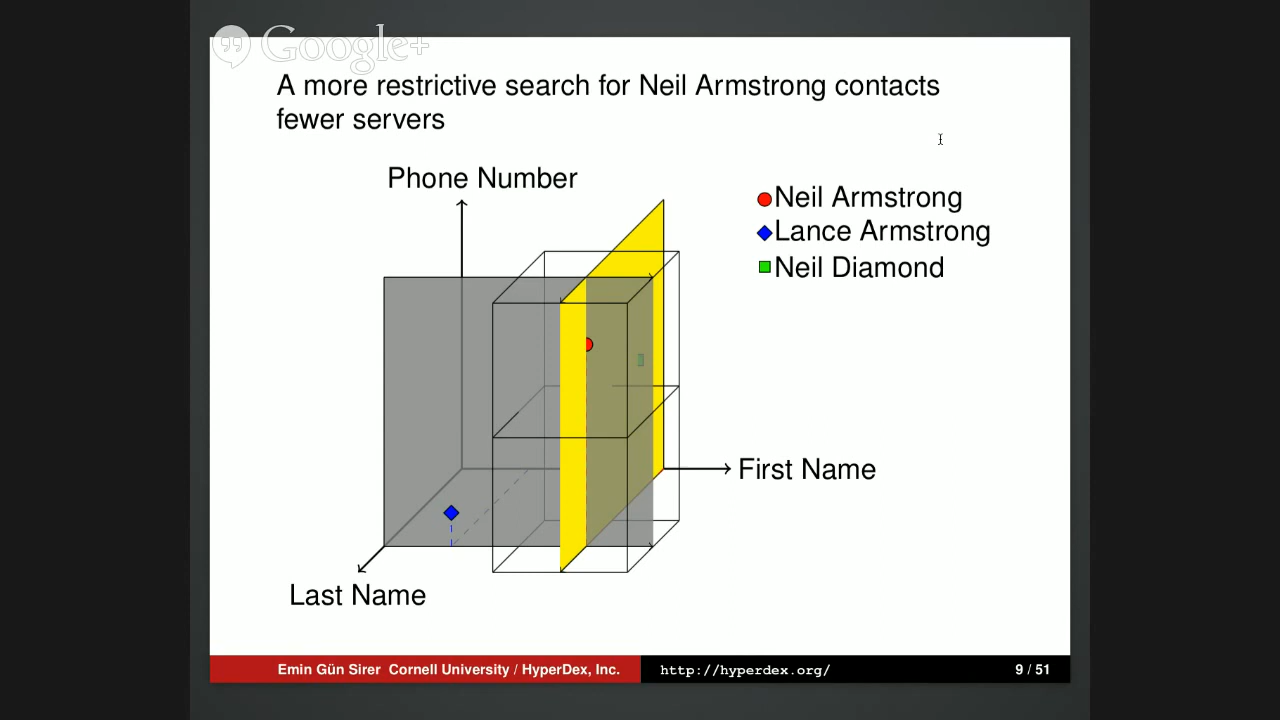 Google+
A more restrictive search for Neil Armstrong contacts
fewer servers
Phone Number
Neil Armstrong
Lance Armstrong
Neil Diamond
First Name
Last Name
Emin Gün Sirer Cornell University / HyperDex, Inc.
http://hyperdex.org/
9 / 51